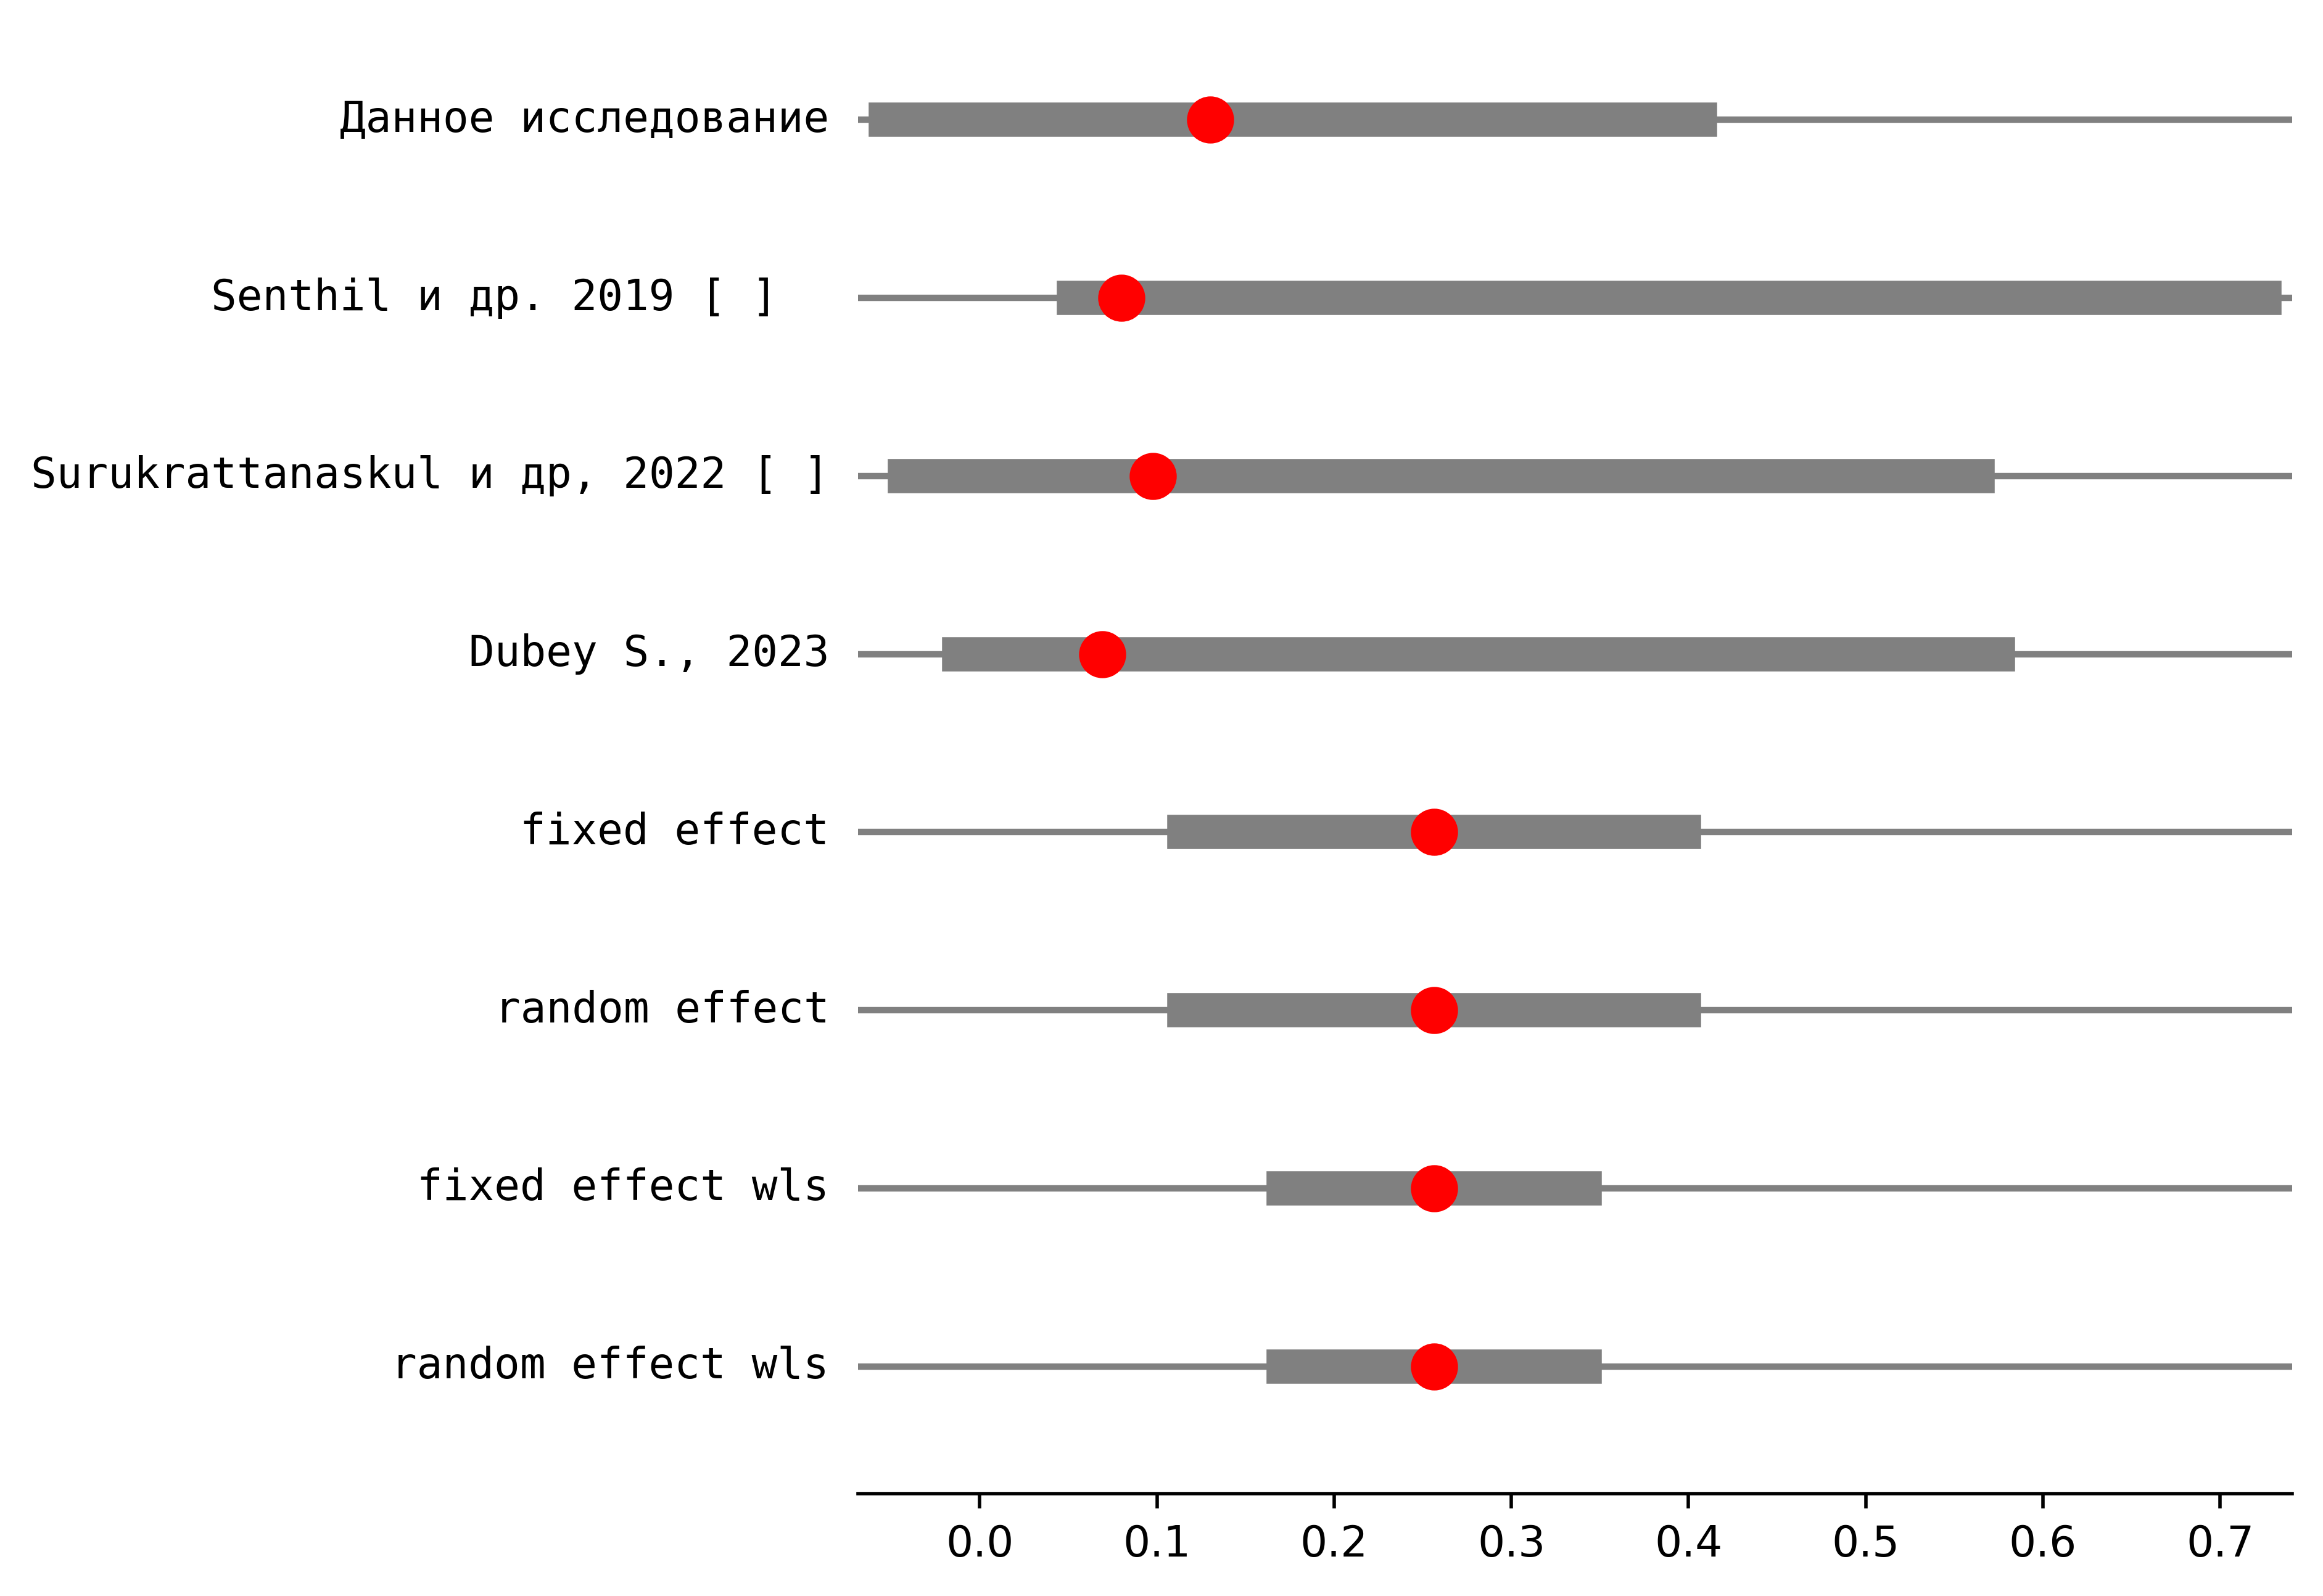 Данное исследование
Senthil и др. 2019 [ ]
Surukrattanaskul и др, 2022 [ ]
Dubey S., 2023
fixed effect
random effect
fixed effect wls
random effect wls
0.0 0.1 0.2 0.3 0.4 0.5 0.6 0.7